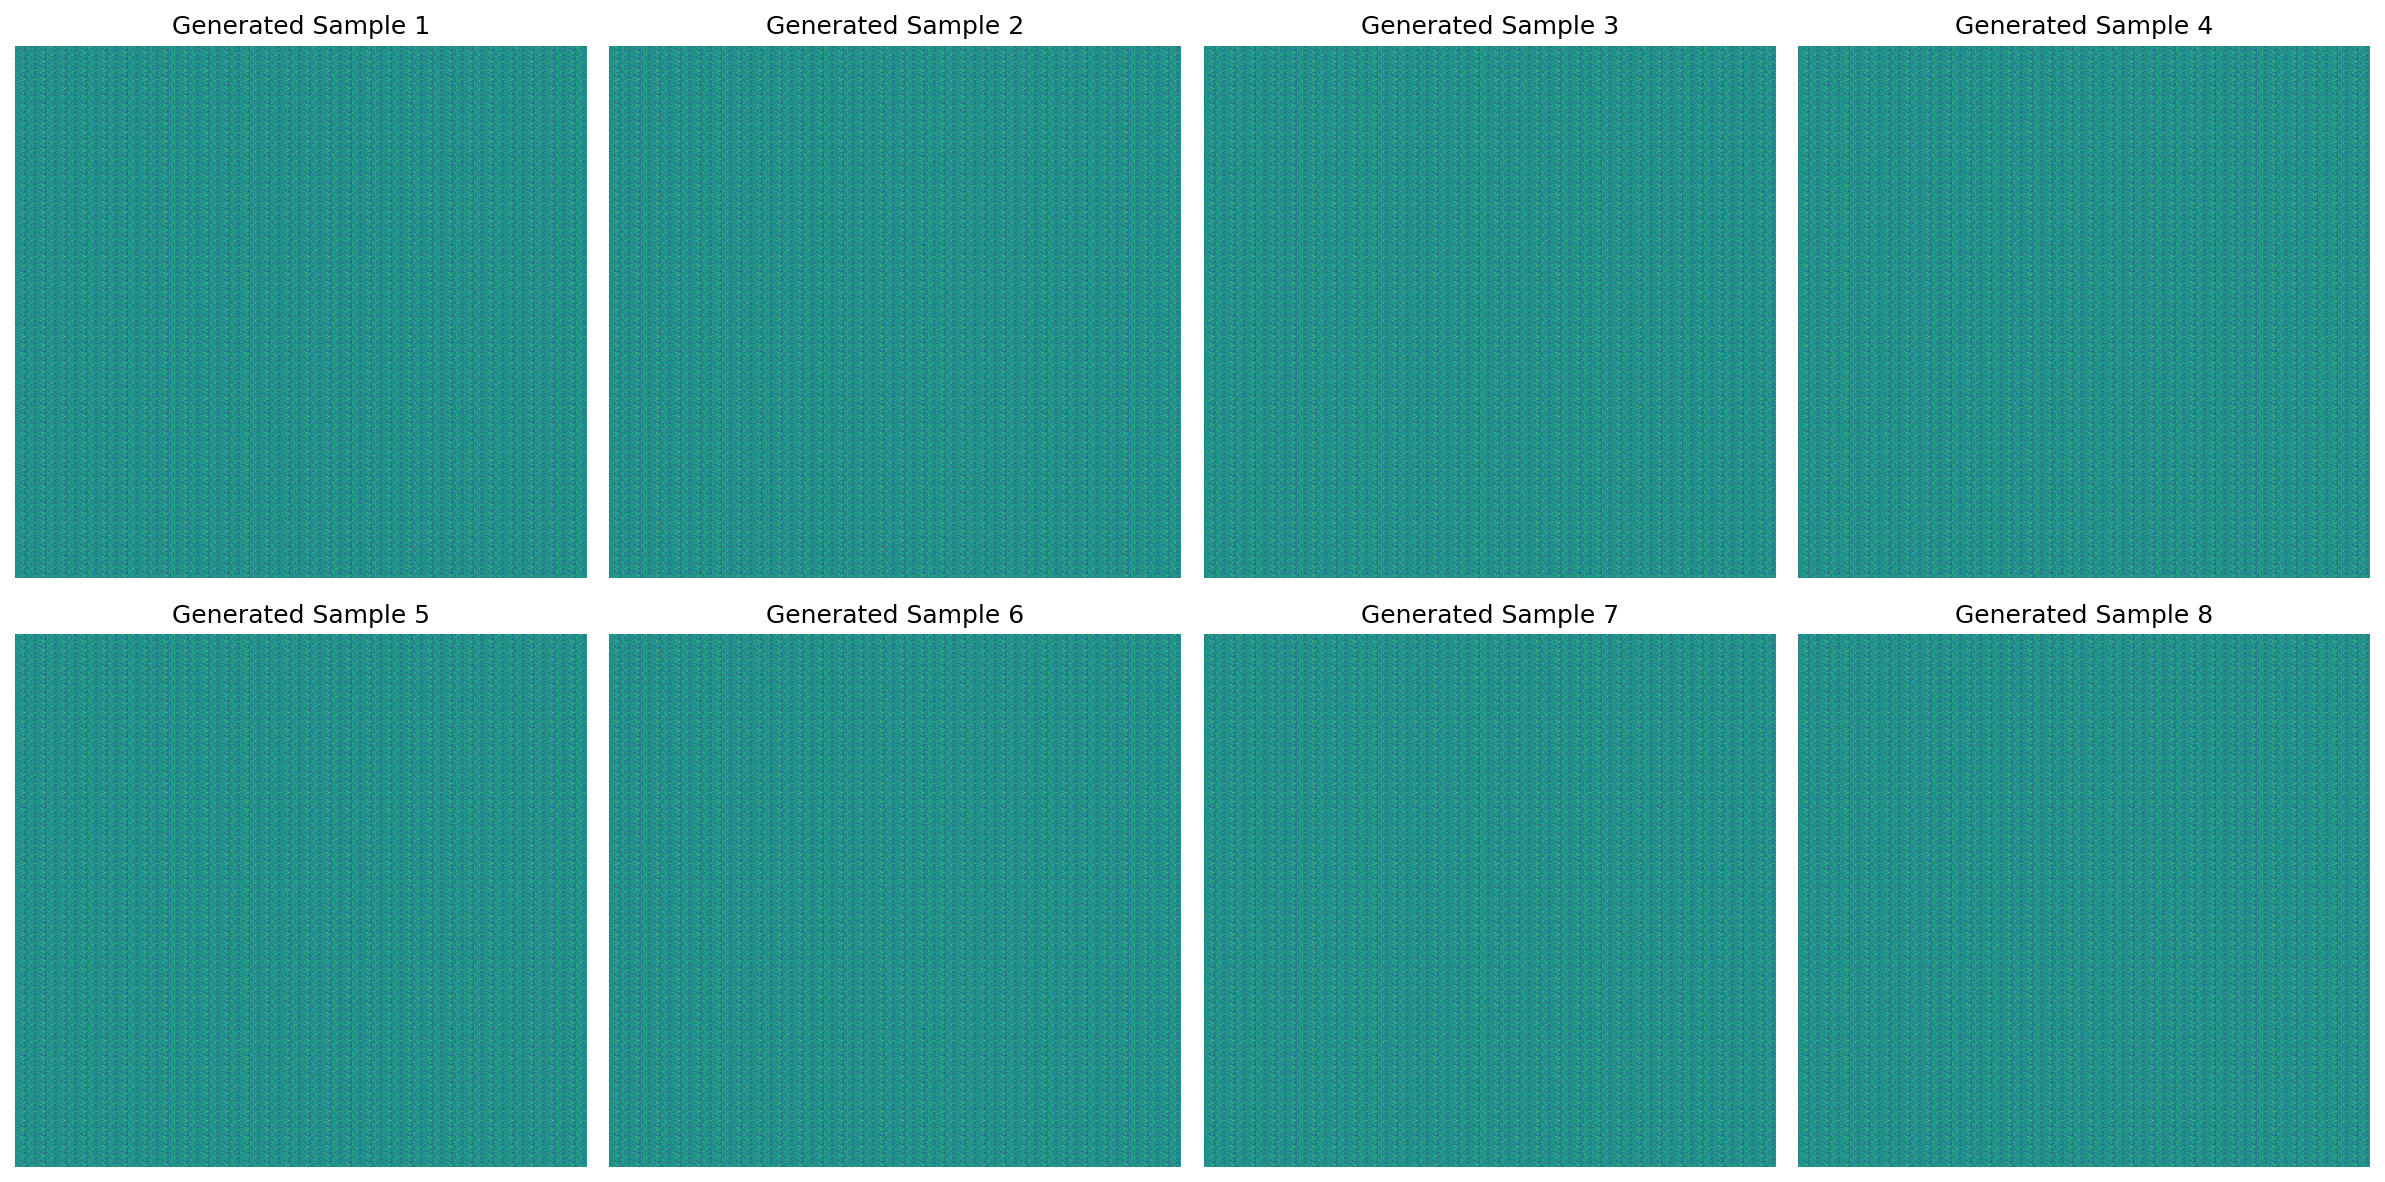 Generated Sample 1
Generated Sample 2
Generated Sample 3
Generated Sample 4
Generated Sample 5
Generated Sample 6
Generated Sample 7
Generated Sample 8